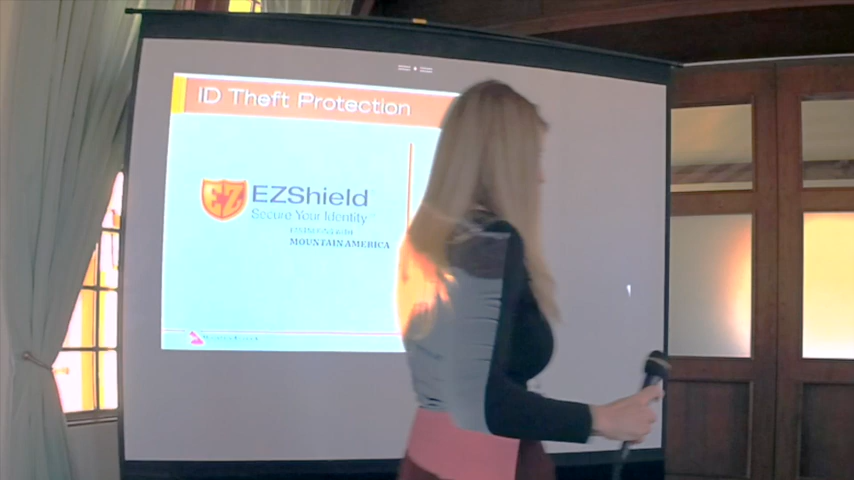 ID Theft Protection
EZ
EZShield
Secure Your Identity
MOUNTAIN AMERICA